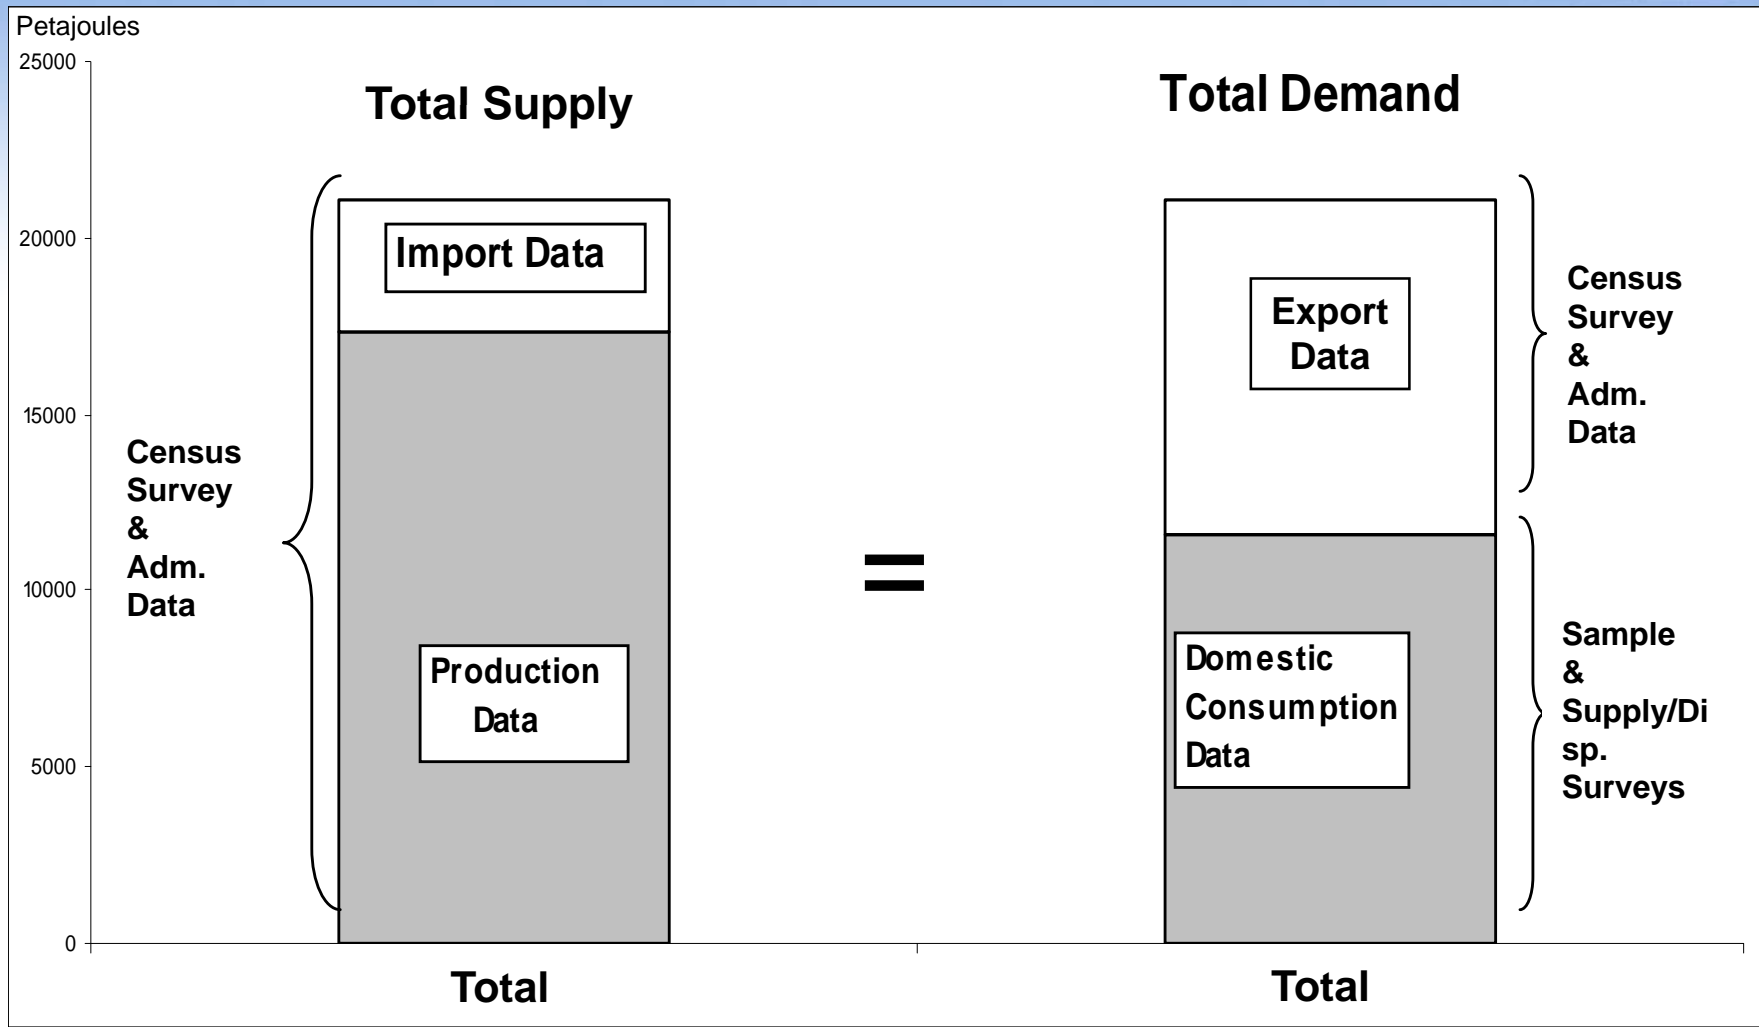 Petajoules
25000
20000
15000
10000
5000
0
Total Supply
Import Data
Production
Data
Census
Survey
&
Adm.
Data
Total
=
Total Demand
Export
Data
Domestic
Consumption
Data
Census
Survey
&
Adm.
Data
Sample
&
Supply/Di
sp.
Surveys
Total